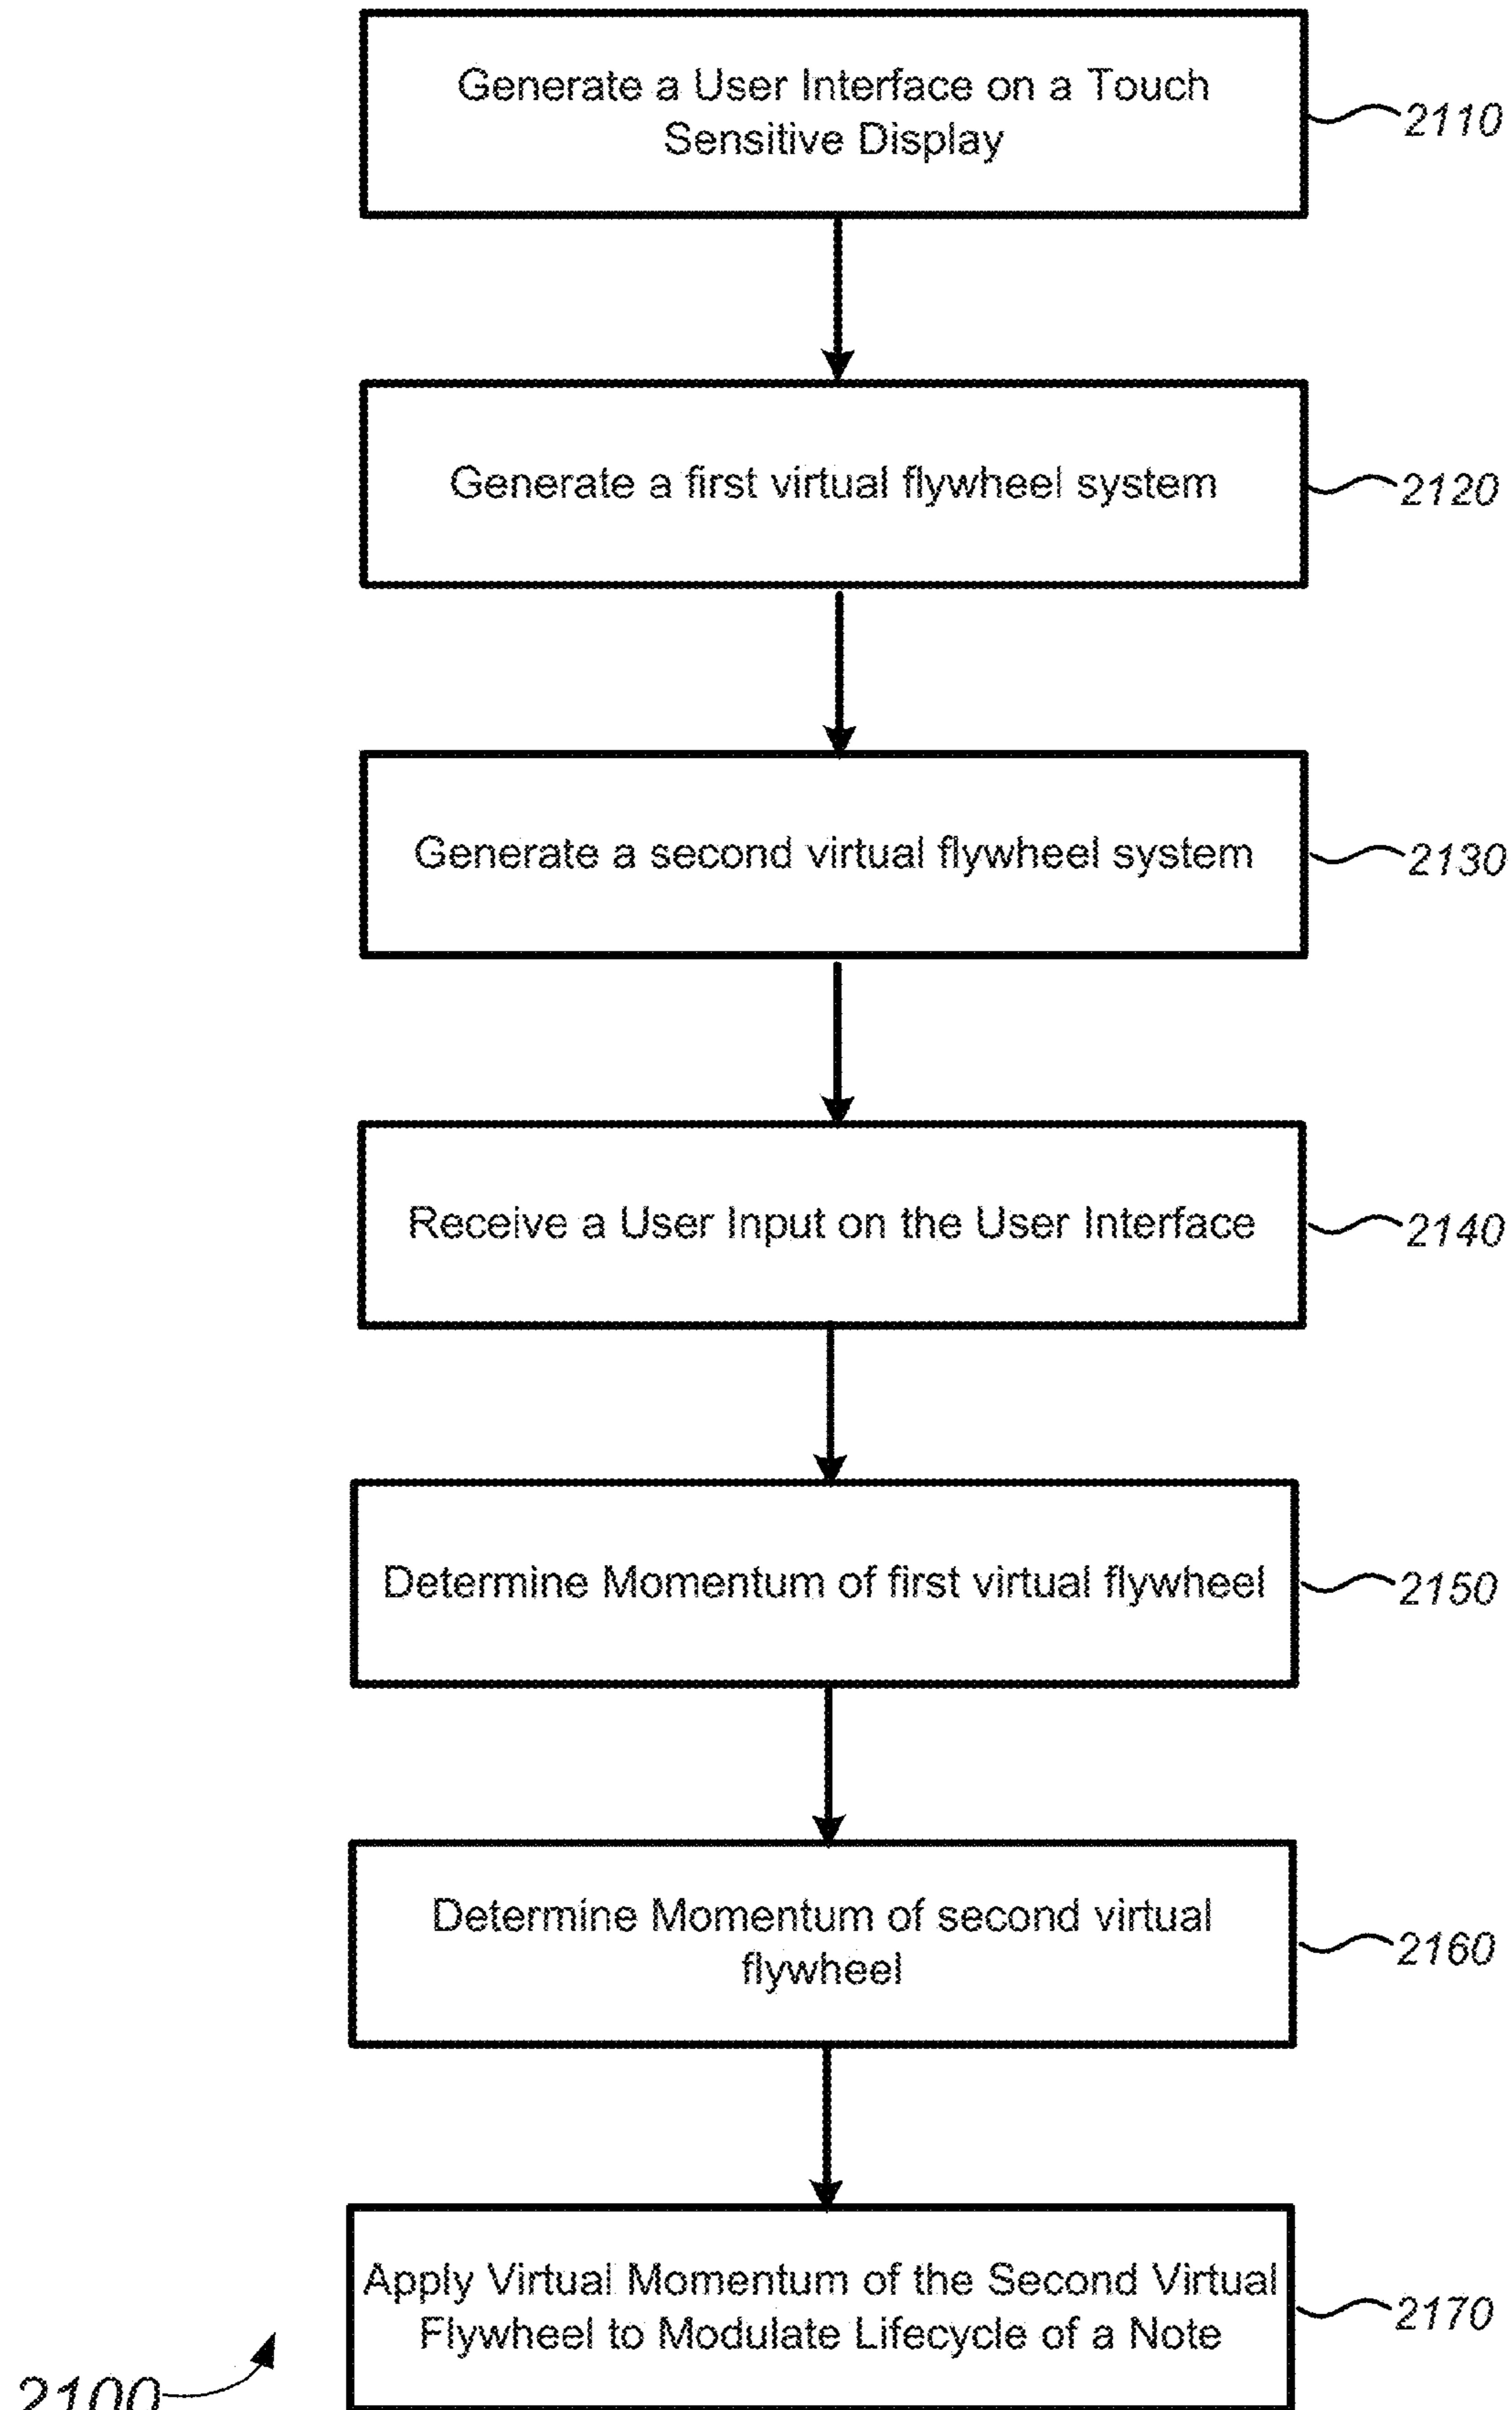 Generate a User Interface on a Touch
Sensitive Display
2110
Generate a first virtual flywheel system
2120
Generate a second virtual flywheel system
2130
Receive a User Input on the User Interface
2140
Determine Momentum of first virtual flywheel
2150
Determine Momentum of second virtual
flywheel
2160
Apply Virtual Momentum of the Second Virtual
Flywheel to Modulate Lifecycle of a Note
2170
2100